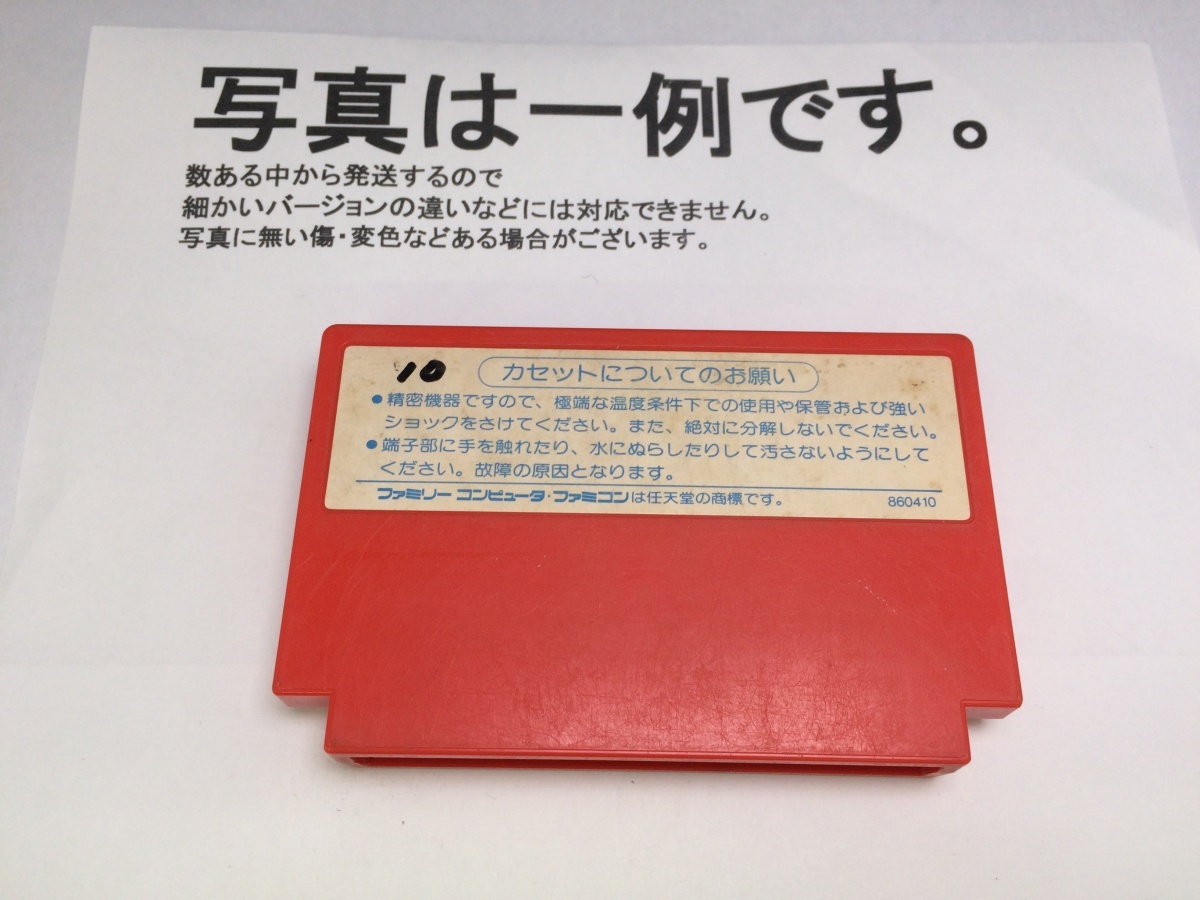 写真は一例です。
数ある中から発送するので
細かいバージョンの違いなどには対応できません。
写真に無い傷・変色などある場合がございます。
10
カセットについてのお願い
●精密機器ですので、極端な温度条件下での使用や保管および強い
ショックをさけてください。また、絶対に分解しないでください。
●端子部に手を触れたり、水にぬらしたりして汚さないようにして
ください。故障の原因となります。
ファミリー コンピュータ・ファミコンは任天堂の商標です。 860410